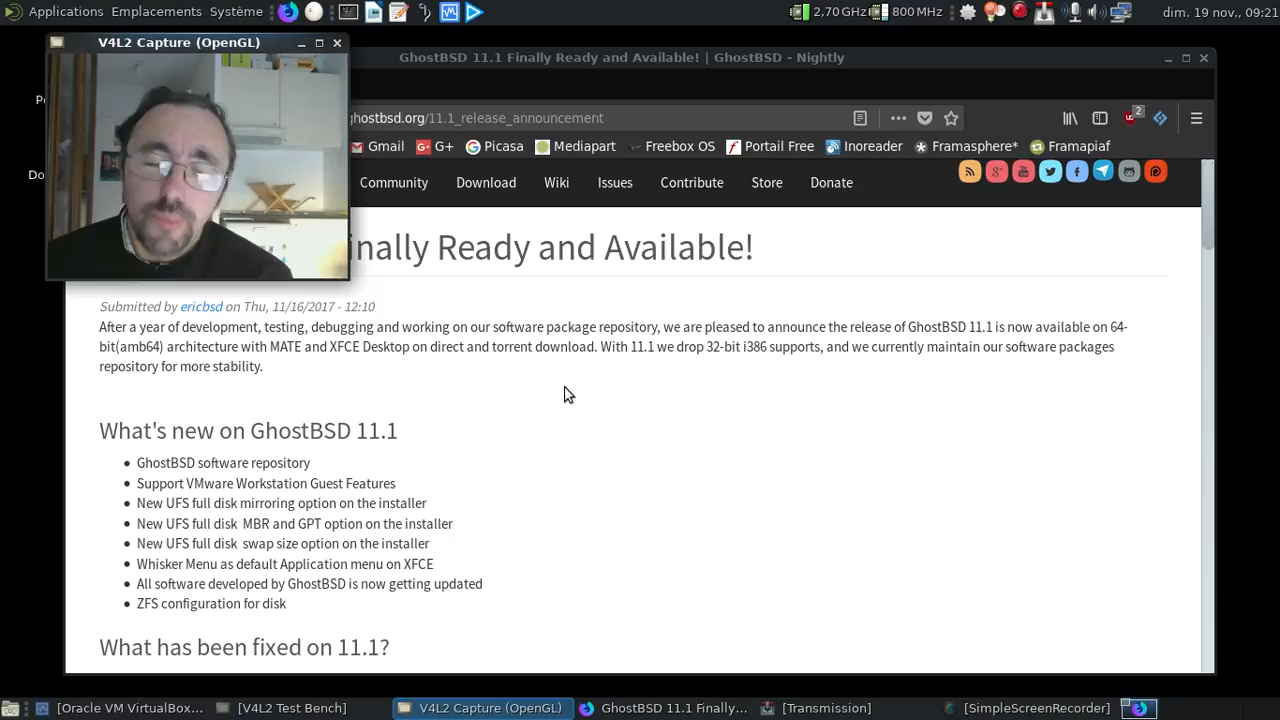 Applications Emplacements Système
2,70 GHz 800 MHz dim. 19 nov., 09:21
V4L2 Capture (OpenGL)
GhostBSD 11.1 Finally Ready and Available! | GhostBSD - Nightly
ghostbsd.org/11.1_release_announcement
2
Gmail G+ Picasa Mediapart Freebox OS Portail Free Inoreader Framasphere* Framapiaf
Community Download Wiki Issues Contribute Store Donate
inally Ready and Available!
Submitted by ericbsd on Thu, 11/16/2017 - 12:10
After a year of development, testing, debugging and working on our software package repository, we are pleased to announce the release of GhostBSD 11.1 is now available on 64-
bit(amb64) architecture with MATE and XFCE Desktop on direct and torrent download. With 11.1 we drop 32-bit i386 supports, and we currently maintain our software packages
repository for more stability.
What's new on GhostBSD 11.1
GhostBSD software repository
Support VMware Workstation Guest Features
New UFS full disk mirroring option on the installer
New UFS full disk MBR and GPT option on the installer
New UFS full disk swap size option on the installer
Whisker Menu as default Application menu on XFCE
All software developed by GhostBSD is now getting updated
ZFS configuration for disk
What has been fixed on 11.1?
[Oracle VM VirtualBox... [V4L2 Test Bench] V4L2 Capture (OpenGL) GhostBSD 11.1 Finally... [Transmission] [SimpleScreenRecorder]